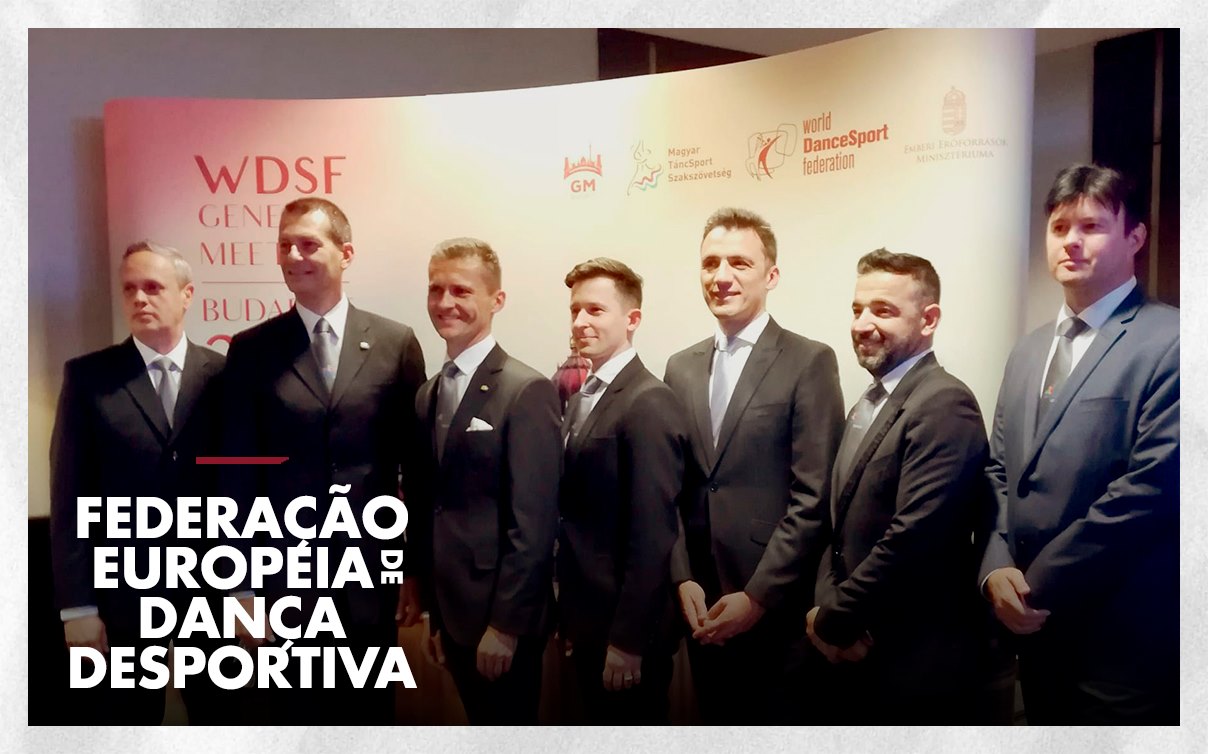 WDSF
GENE
MEET
BUDA
GM
Magyar
TáncSport
Szakszövetség
world
DanceSport
federation
EMBERI ERŐFORRÁSOK
MINISZTÉRIUMA
FEDERAÇÃO
EUROPÉIA DE
DANÇA
DESPORTIVA